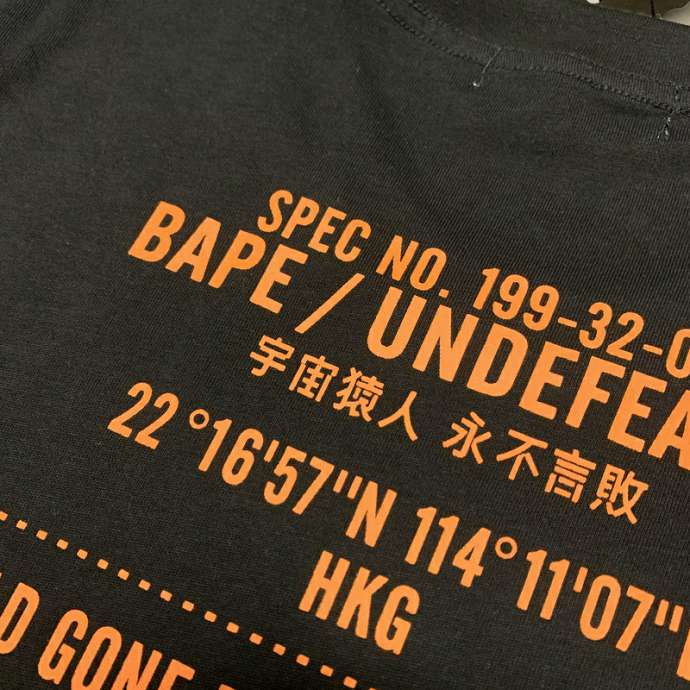 SPEC NO. 199-32-0
BAPE / UNDEFEA
宇宙猿人 永不言敗
22°16'57"N 114°11'07"
HKG
D GONE